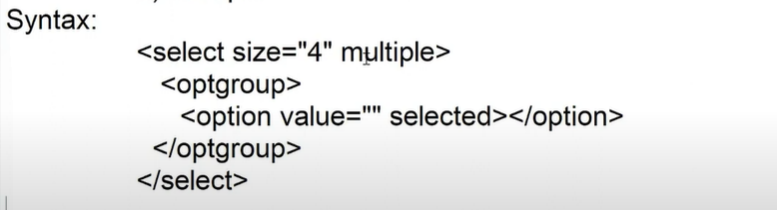 Syntax:
<select size="4" multiple>
<optgroup>
<option value="" selected></option>
</optgroup>
</select>